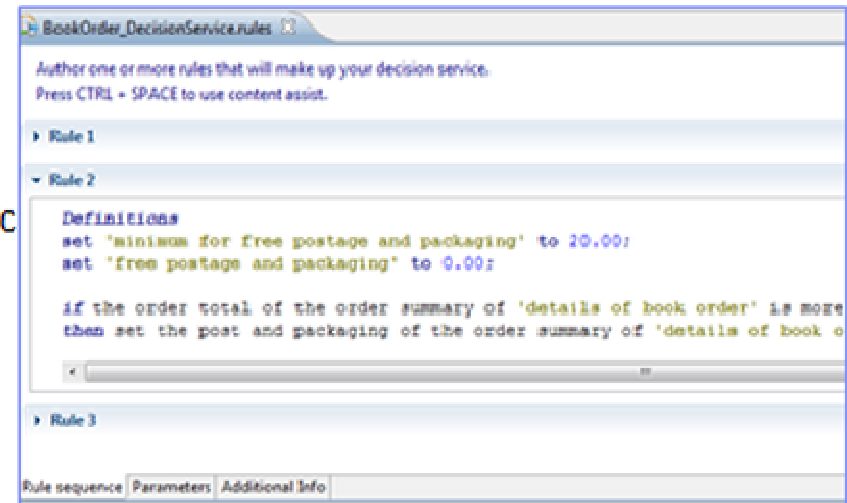 BookOrder_DecisionService.rules
Author one or more rules that will make up your decision service.
Press CTRL + SPACE to use content assist.
Rule 1
Rule 2
C
Definitions
set 'minimum for free postage and packaging' to 20.00;
set 'free postage and packaging' to 0.00;
if the order total of the order summary of 'details of book order' is more
then set the post and packaging of the order summary of 'details of book o
Rule 3
Rule sequence Parameters Additional Info